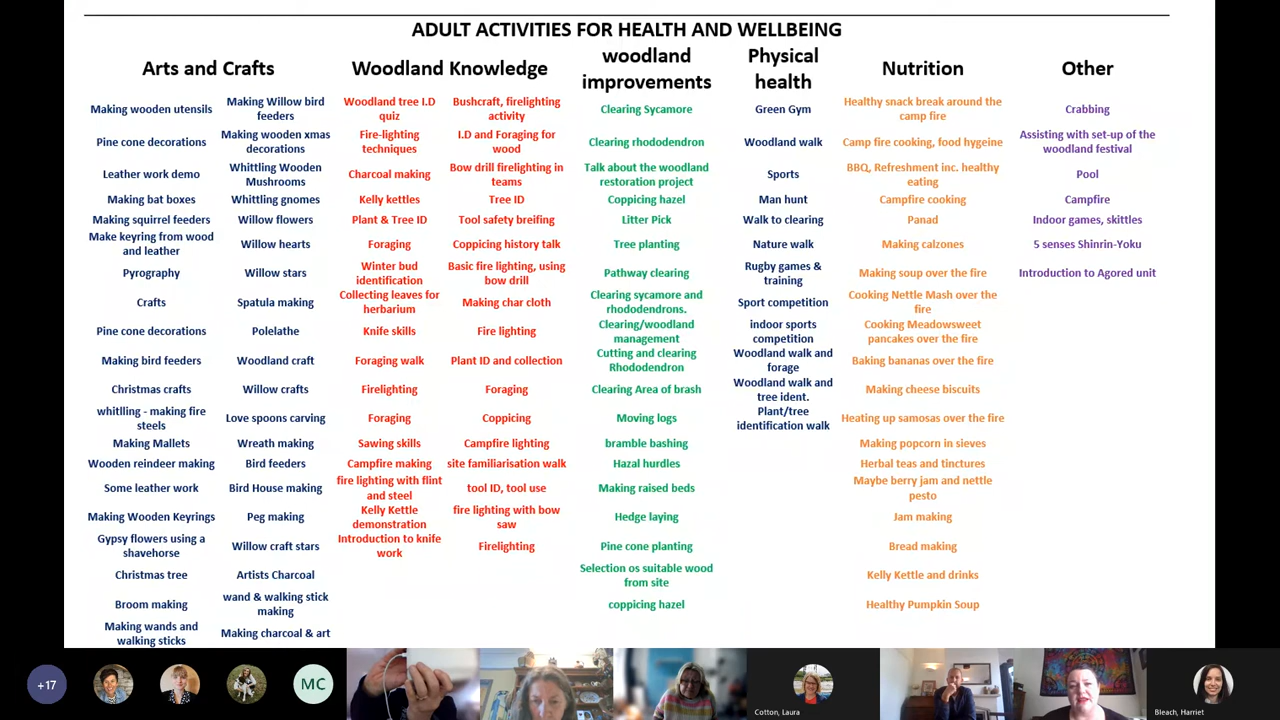 ADULT ACTIVITIES FOR HEALTH AND WELLBEING
Arts and Crafts
Making wooden utensils
Pine cone decorations
Leather work demo
Making bat boxes
Making squirrel feeders
Make keyring from wood
and leather
Pyrography
Crafts
Pine cone decorations
Making bird feeders
Christmas crafts
whitlling - making fire
steels
Making Mallets
Wooden reindeer making
Some leather work
Making Wooden Keyrings
Gypsy flowers using a
shavehorse
Christmas tree
Broom making
Making wands and
walking sticks
Making Willow bird
feeders
Making wooden xmas
decorations
Whittling Wooden
Mushrooms
Whittling gnomes
Willow flowers
Willow hearts
Willow stars
Spatula making
Polelathe
Woodland craft
Willow crafts
Love spoons carving
Wreath making
Bird feeders
Bird House making
Peg making
Willow craft stars
Artists Charcoal
wand & walking stick
making
Making charcoal & art
Woodland Knowledge
Woodland tree I.D
quiz
Fire-lighting
techniques
Charcoal making
Kelly kettles
Plant & Tree ID
Foraging
Winter bud
identification
Collecting leaves for
herbarium
Knife skills
Foraging walk
Firelighting
Foraging
Sawing skills
Campfire making
fire lighting with flint
and steel
Kelly Kettle
demonstration
Introduction to knife
work
Bushcraft, firelighting
activity
I.D and Foraging for
wood
Bow drill firelighting in
teams
Tree ID
Tool safety breifing
Coppicing history talk
Basic fire lighting, using
bow drill
Making char cloth
Fire lighting
Plant ID and collection
Foraging
Coppicing
Campfire lighting
site familiarisation walk
tool ID, tool use
fire lighting with bow
saw
Firelighting
woodland
improvements
Clearing Sycamore
Clearing rhododendron
Talk about the woodland
restoration project
Coppicing hazel
Litter Pick
Tree planting
Pathway clearing
Clearing sycamore and
rhododendrons.
Clearing/woodland
management
Cutting and clearing
Rhododendron
Clearing Area of brash
Moving logs
bramble bashing
Hazal hurdles
Making raised beds
Hedge laying
Pine cone planting
Selection os suitable wood
from site
coppicing hazel
Physical
health
Green Gym
Woodland walk
Sports
Man hunt
Walk to clearing
Nature walk
Rugby games &
training
Sport competition
indoor sports
competition
Woodland walk and
forage
Woodland walk and
tree ident.
Plant/tree
identification walk
Nutrition
Healthy snack break around the
camp fire
Camp fire cooking, food hygeine
BBQ, Refreshment inc. healthy
eating
Campfire cooking
Panad
Making calzones
Making soup over the fire
Cooking Nettle Mash over the
fire
Cooking Meadowsweet
pancakes over the fire
Baking bananas over the fire
Making cheese biscuits
Heating up samosas over the fire
Making popcorn in sieves
Herbal teas and tinctures
Maybe berry jam and nettle
pesto
Jam making
Bread making
Kelly Kettle and drinks
Healthy Pumpkin Soup
Other
Crabbing
Assisting with set-up of the
woodland festival
Pool
Campfire
Indoor games, skittles
5 senses Shinrin-Yoku
Introduction to Agored unit
+17
MC
Cotton, Laura
Bleach, Harriet